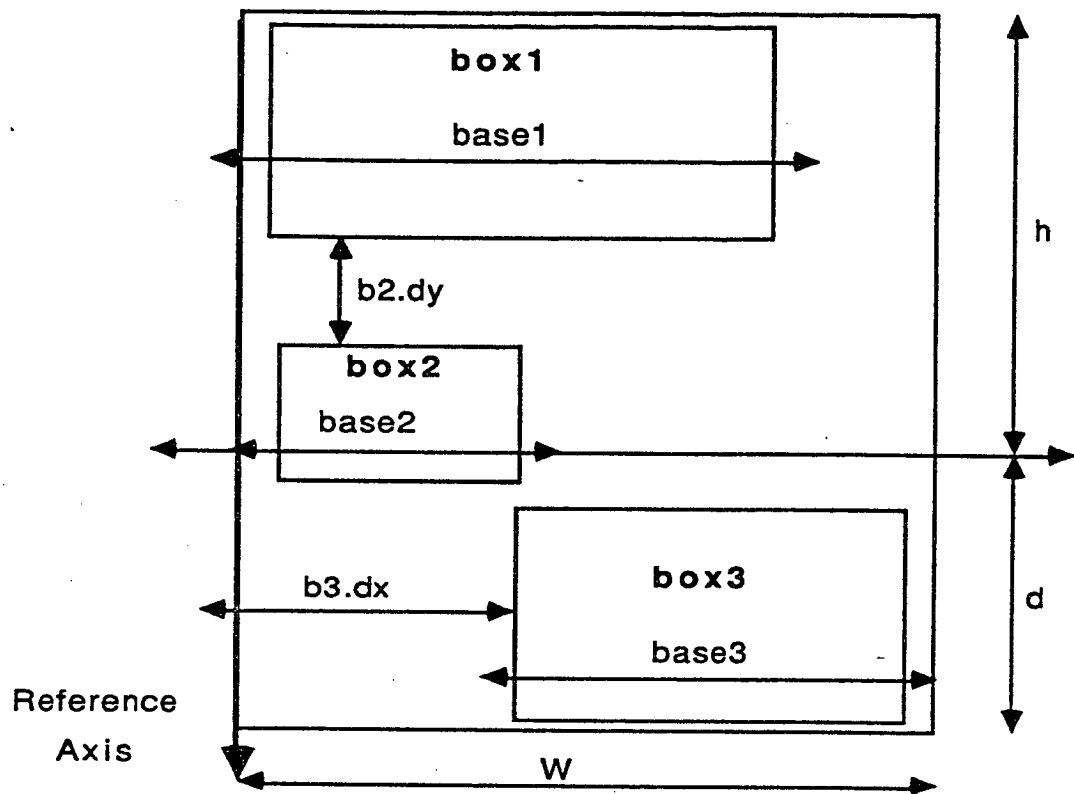 box1
base1
h
b2.dy
box2
base2
box3
b3.dx
d
base3
Reference
Axis
W